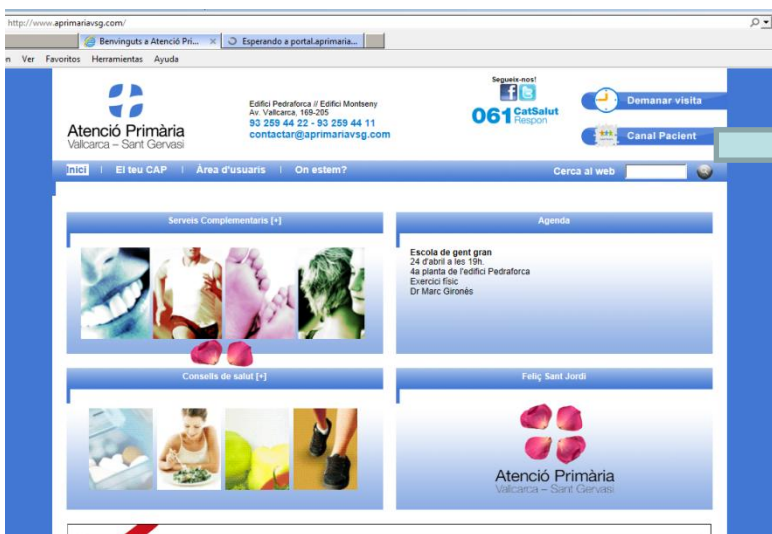 http://www.aprimariavsg.com/
Benvinguts a Atenció Pri...
Esperando a portal.aprimaria...
n Ver Favoritos Herramientas Ayuda
Atenció Primària
Vallcarca – Sant Gervasi
Edifici Pedraforca // Edifici Montseny
Av. Vallcarca, 169-205
93 259 44 22 - 93 259 44 11
contactar@aprimariavsg.com
Segueix-nos!
061 CatSalut
Respon
Demanar visita
Canal Pacient
Inici | El teu CAP | Àrea d'usuaris | On estem?
Cerca al web
Serveis Complementaris [+]
Agenda
Escola de gent gran
24 d'abril a les 19h.
4a planta de l'edifici Pedraforca
Exercici físic
Dr Marc Gironès
Consells de salut [+]
Feliç Sant Jordi
Atenció Primària
Vallcarca – Sant Gervasi